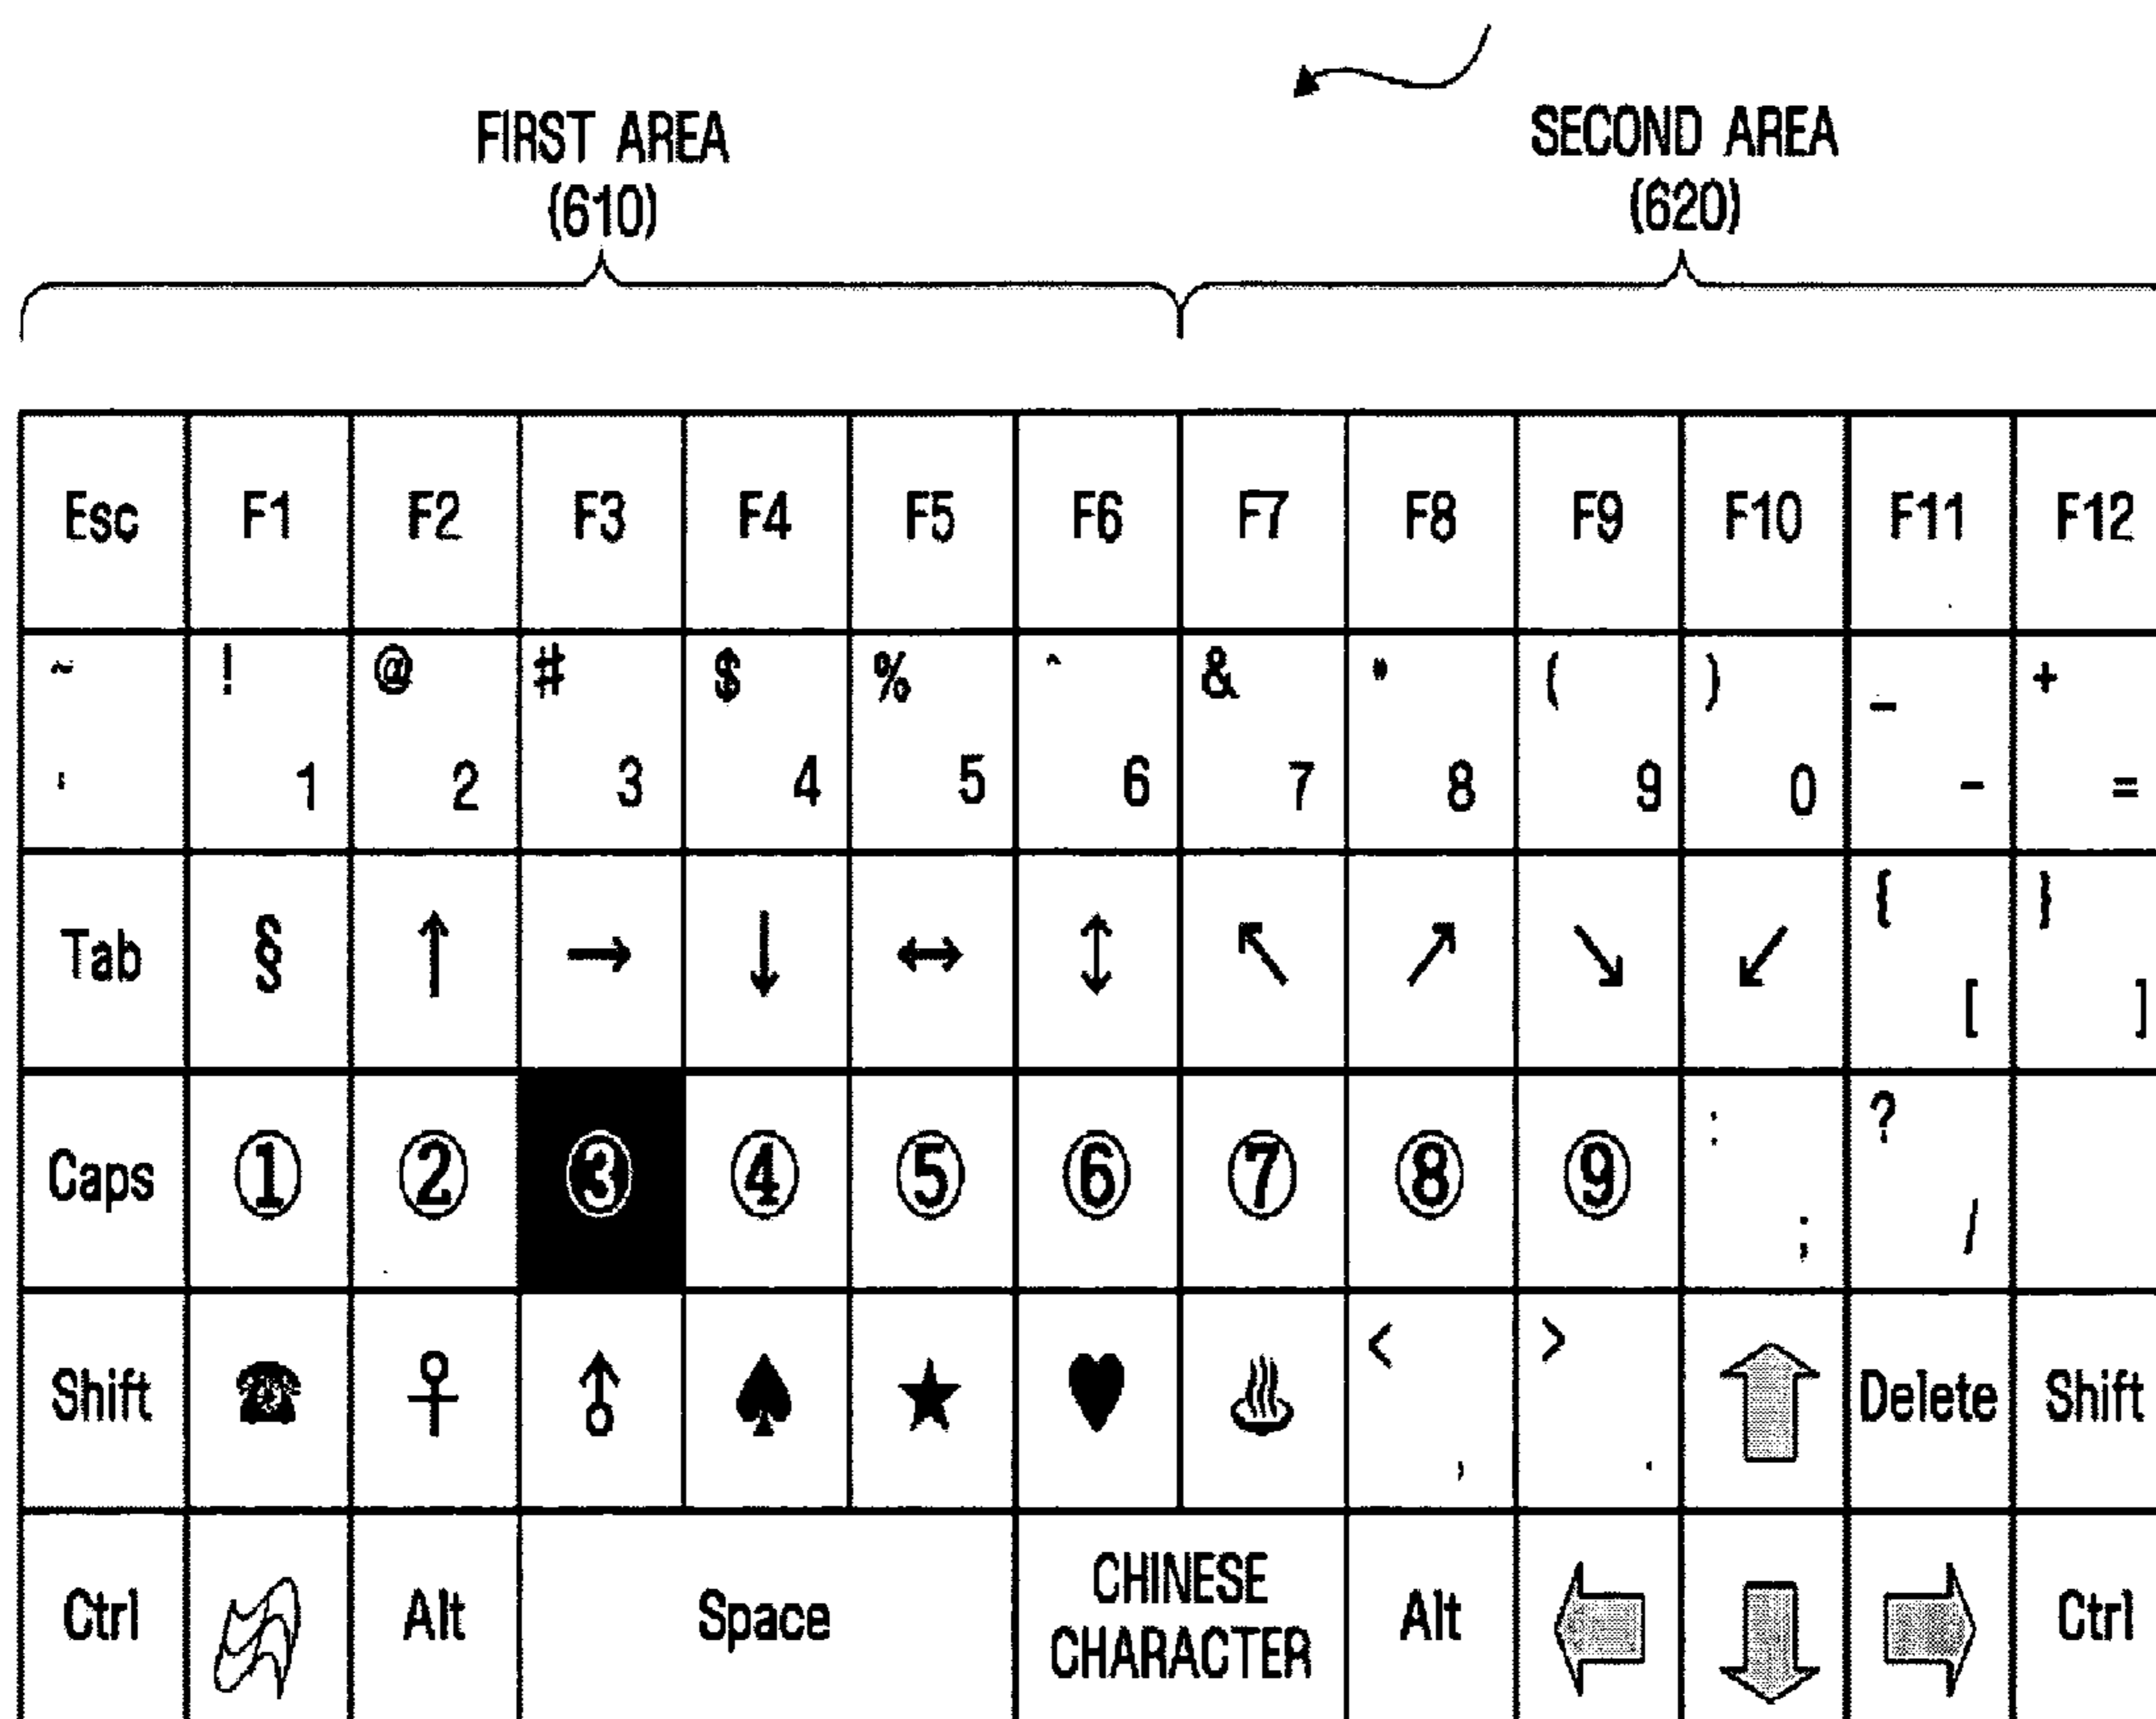 FIRST AREA
(610)
SECOND AREA
(620)
Esc F1 F2 F3 F4 F5 F6 F7 F8 F9 F10 F11 F12
~ ! @ # $ % ^ & * ( ) _ +
' 1 2 3 4 5 6 7 8 9 0 - =
Tab § ↑ → ↓ ↔ ↕ ↖ ↗ ↘ ↙ { }
[ ]
Caps ① ② ③ ④ ⑤ ⑥ ⑦ ⑧ ⑨ : ?
; /
Shift ☎ ♀ ♂ ♠ ★ ♥ ♨ < > Delete Shift
, .
Ctrl Alt Space CHINESE CHARACTER Alt Ctrl